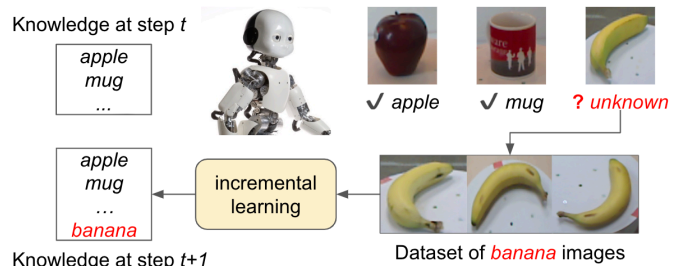 Knowledge at step t
apple
mug
...
✔ apple
✔ mug
? unknown
apple
mug
...
banana
incremental
learning
Dataset of banana images
Knowledge at step t+1